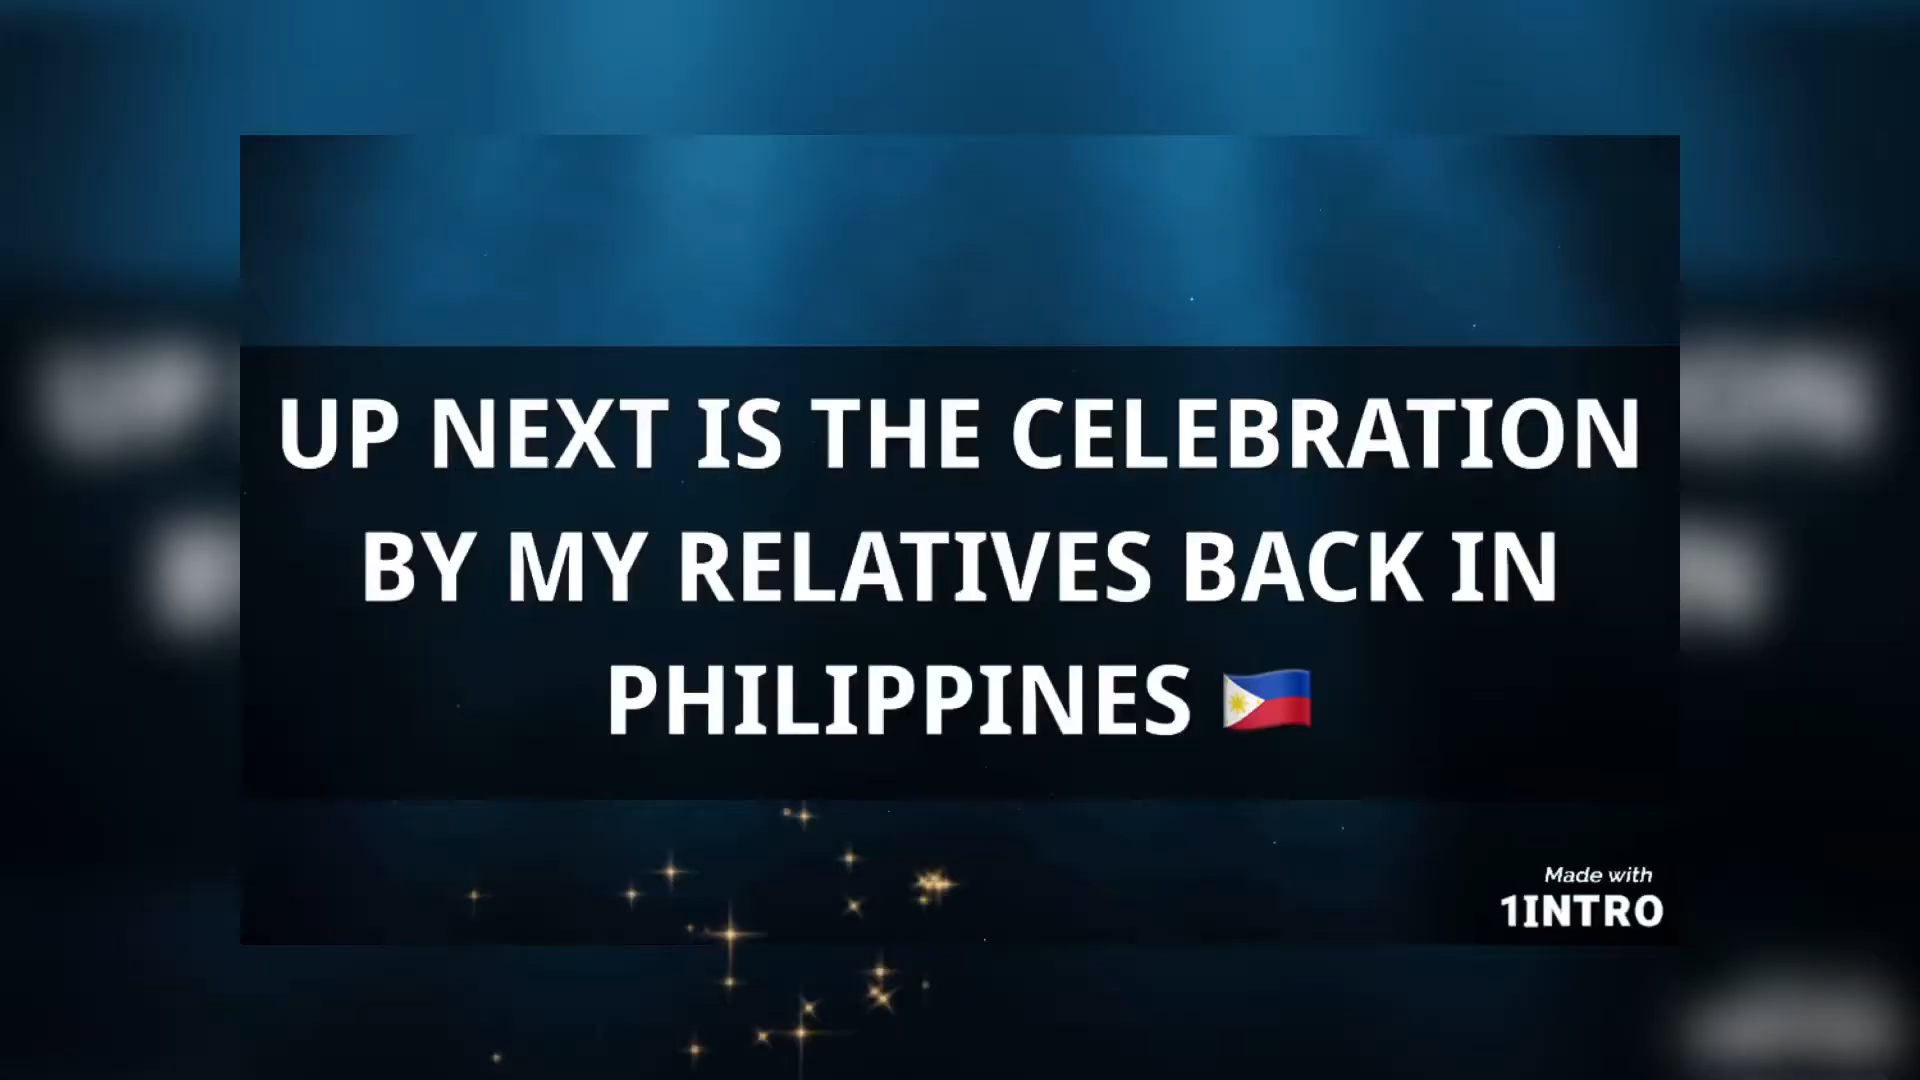 UP NEXT IS THE CELEBRATION
BY MY RELATIVES BACK IN
PHILIPPINES 🇵🇭
Made with
1INTRO